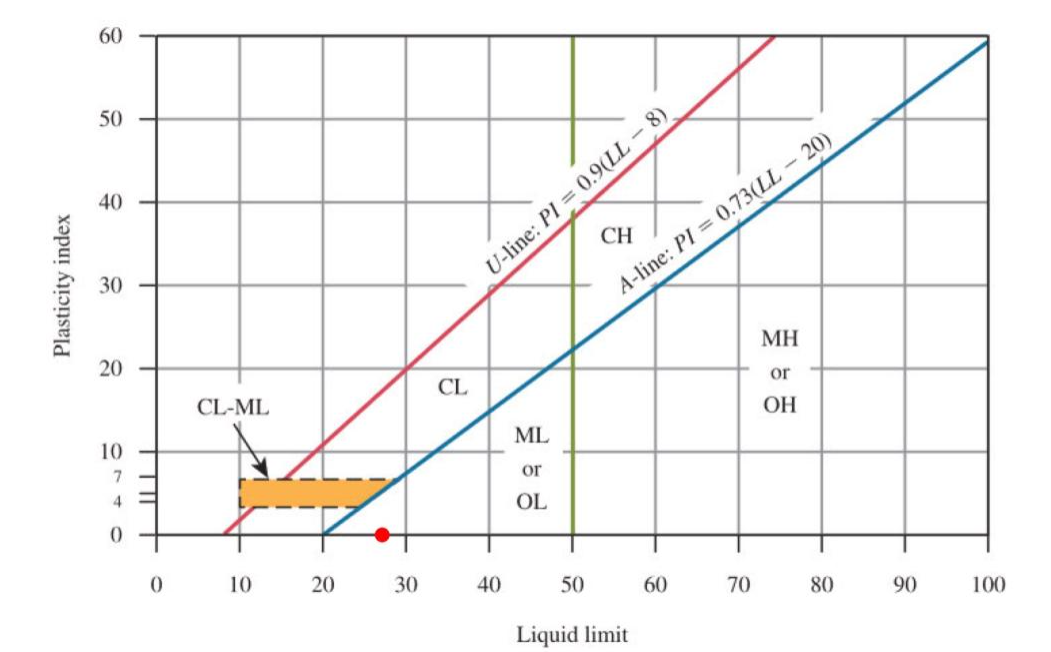 60
50
40
30
20
10
7
4
0
Plasticity index
CL-ML
U-line: PI = 0.9(LL − 8)
A-line: PI = 0.73(LL − 20)
CH
CL
MH
or
OH
ML
or
OL
0 10 20 30 40 50 60 70 80 90 100
Liquid limit